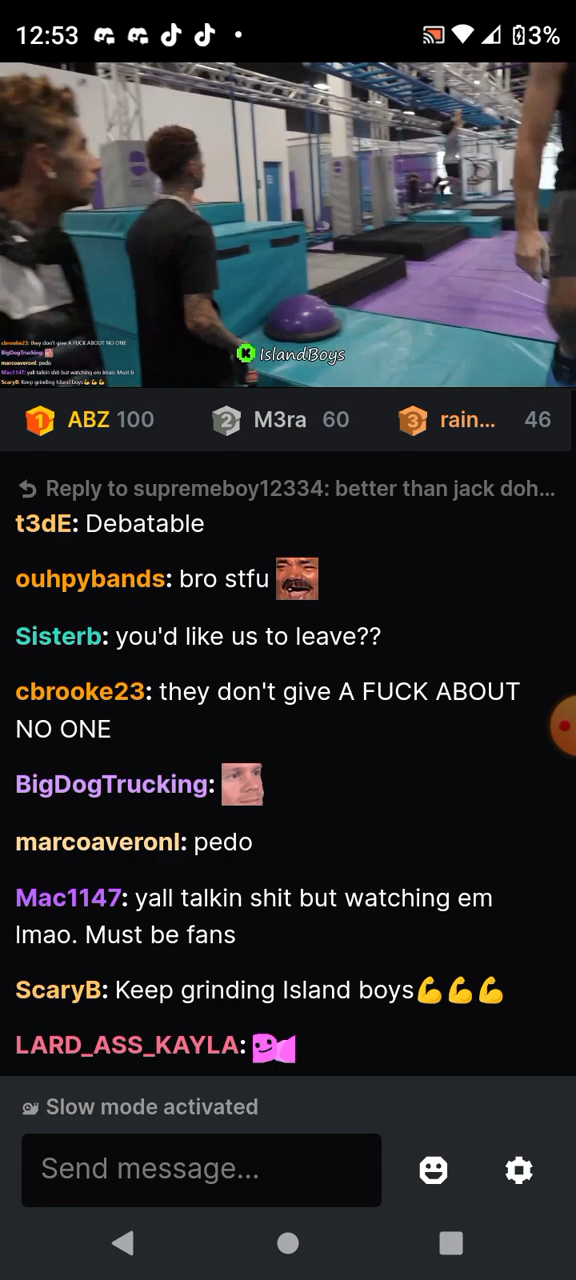 12:53
3%
cbrooke23: they don't give A FUCK ABOUT NO ONE
BigDogTrucking:
marcoaveronI: pedo
Mac1147: yall talkin shit but watching em lmao. Must b
ScaryB: Keep grinding Island boys💪💪💪
K IslandBoys
1 ABZ 100 2 M3ra 60 3 rain... 46
Reply to supremeboy12334: better than jack doh...
t3dE: Debatable
ouhpybands: bro stfu
Sisterb: you'd like us to leave??
cbrooke23: they don't give A FUCK ABOUT
NO ONE
BigDogTrucking:
marcoaveronI: pedo
Mac1147: yall talkin shit but watching em
lmao. Must be fans
ScaryB: Keep grinding Island boys💪💪💪
LARD_ASS_KAYLA:
Slow mode activated
Send message...